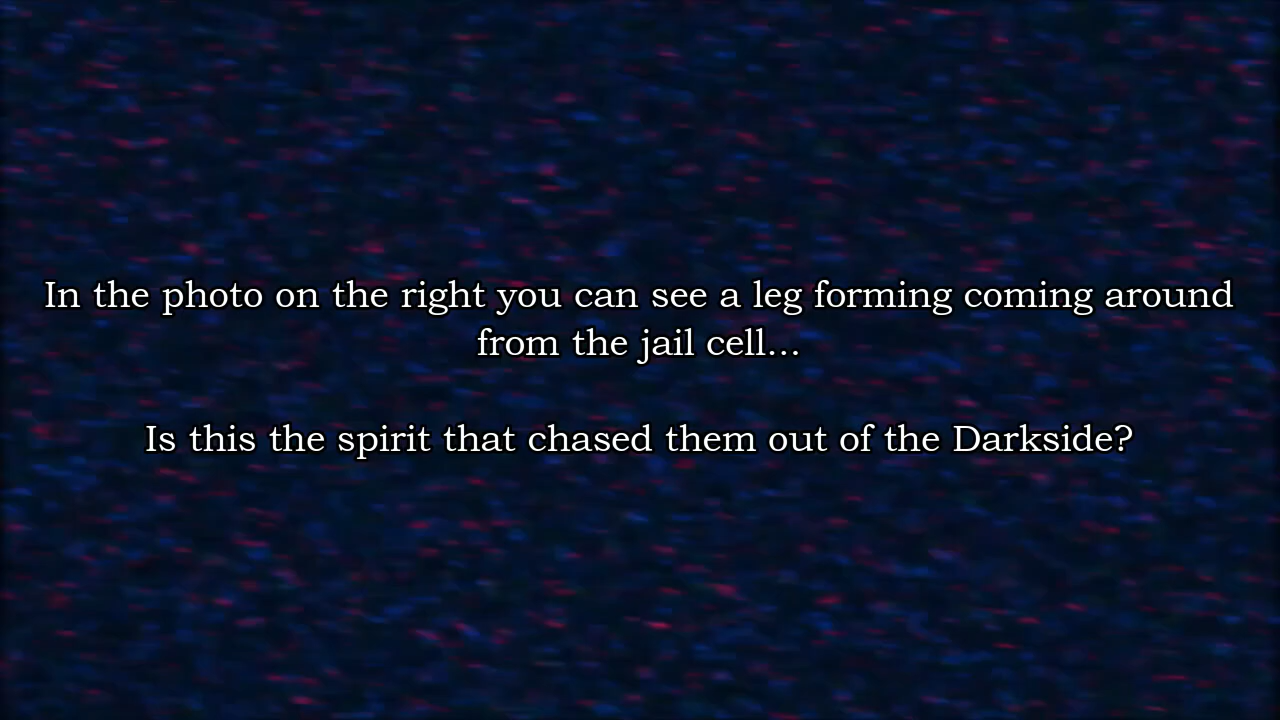 In the photo on the right you can see a leg forming coming around
from the jail cell...
Is this the spirit that chased them out of the Darkside?